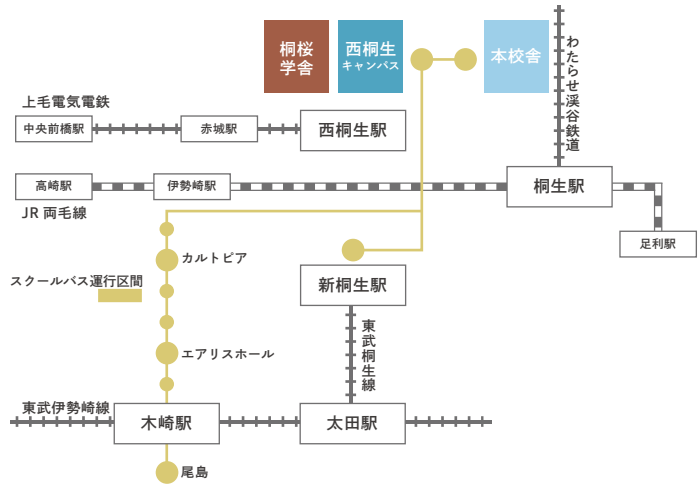 桐桜
学舎
西桐生
キャンバス
本校舎
わたらせ渓谷鉄道
上毛電気電鉄
中央前橋駅
赤城駅
西桐生駅
高崎駅
伊勢崎駅
桐生駅
JR 両毛線
足利駅
カルトピア
新桐生駅
スクールバス運行区間
東武桐生線
エアリスホール
東武伊勢崎線
木崎駅
太田駅
尾島